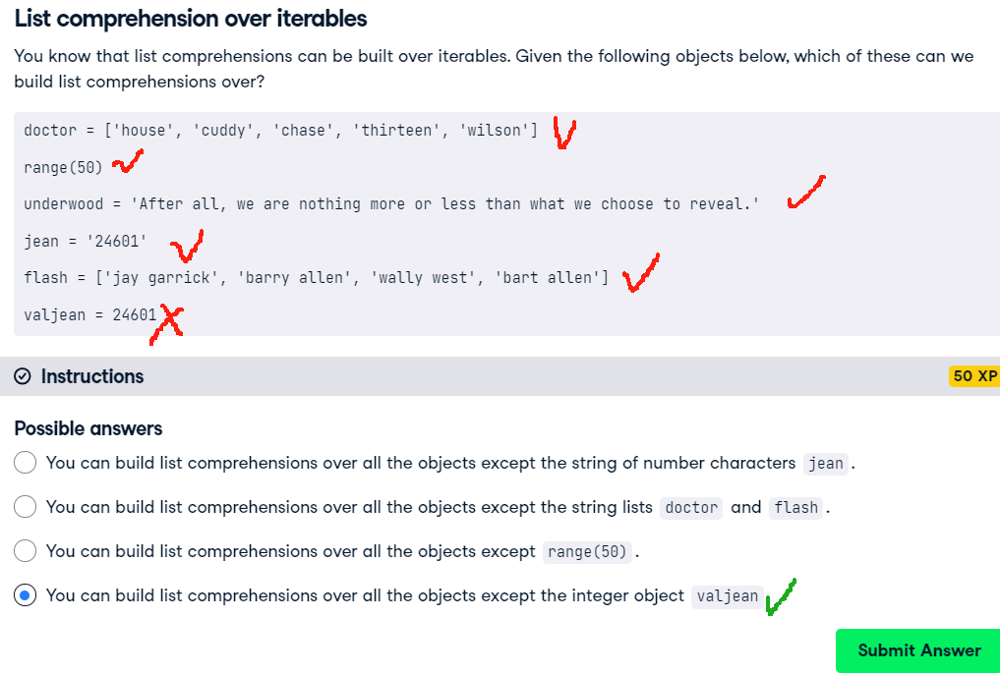 List comprehension over iterables
You know that list comprehensions can be built over iterables. Given the following objects below, which of these can we
build list comprehensions over?
doctor = ['house', 'cuddy', 'chase', 'thirteen', 'wilson']
range(50)
underwood = 'After all, we are nothing more or less than what we choose to reveal.'
jean = '24601'
flash = ['jay garrick', 'barry allen', 'wally west', 'bart allen']
valjean = 24601
Instructions
50 XP
Possible answers
You can build list comprehensions over all the objects except the string of number characters jean.
You can build list comprehensions over all the objects except the string lists doctor and flash.
You can build list comprehensions over all the objects except range(50).
You can build list comprehensions over all the objects except the integer object valjean
Submit Answer